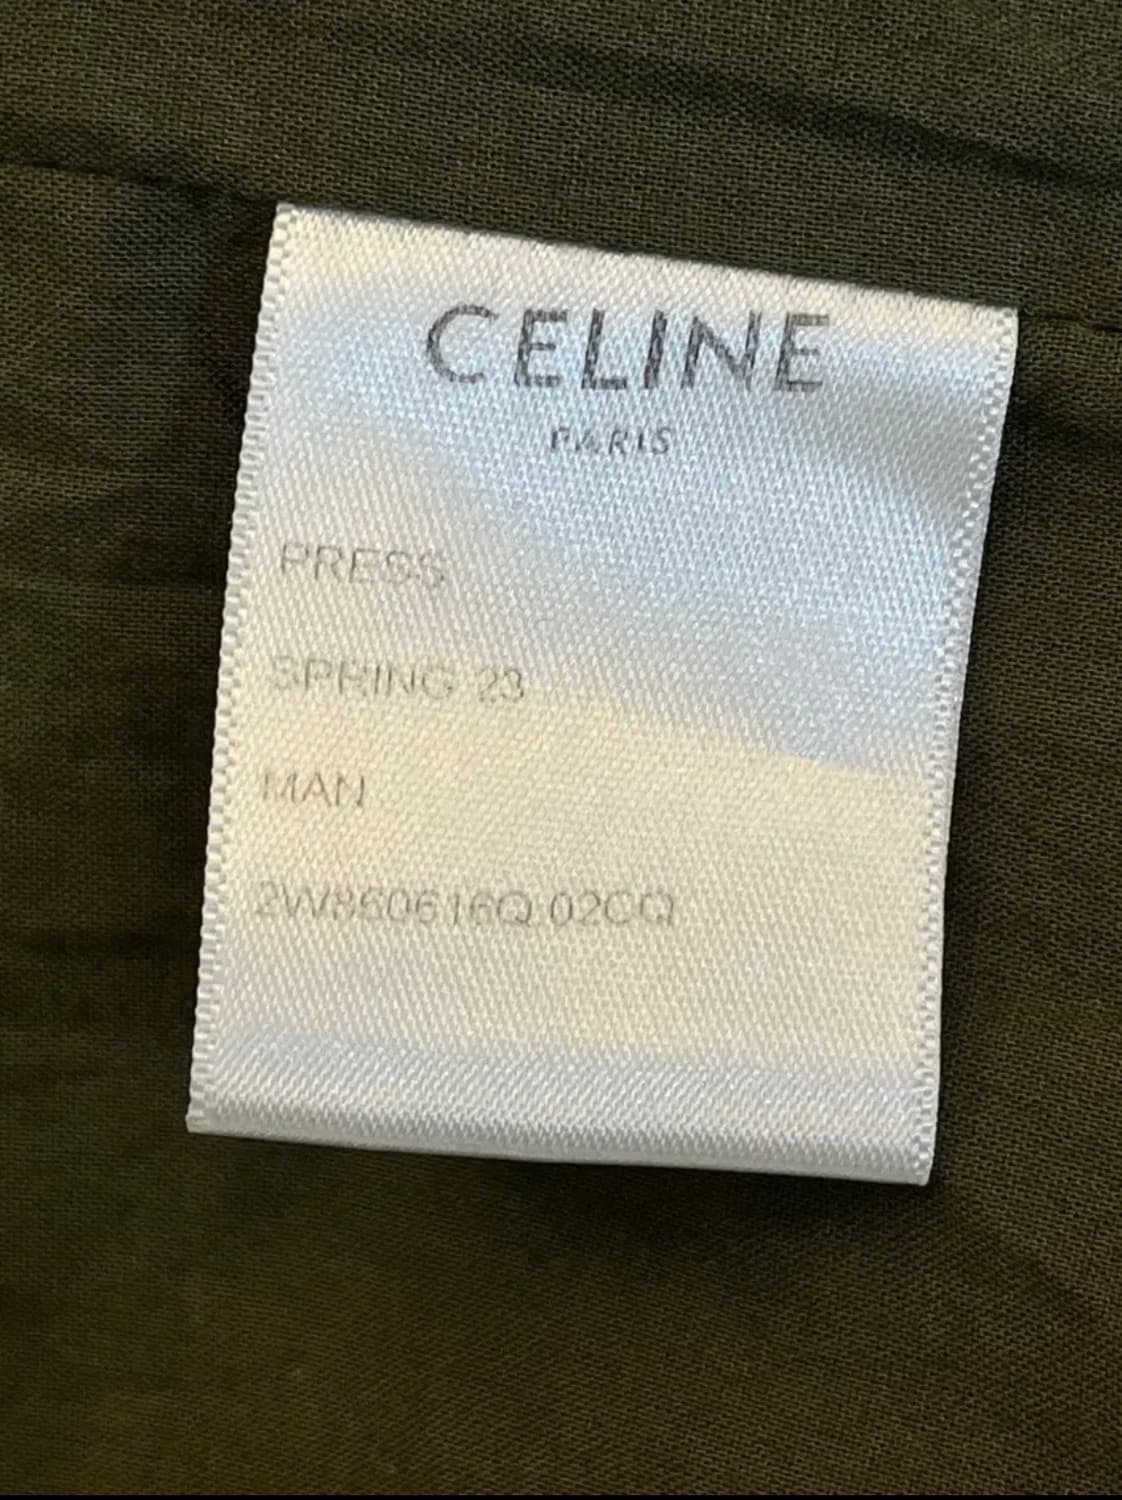 CELINE
PARIS
PRESS
SPRING 23
MAN
2W860616Q.02CQ